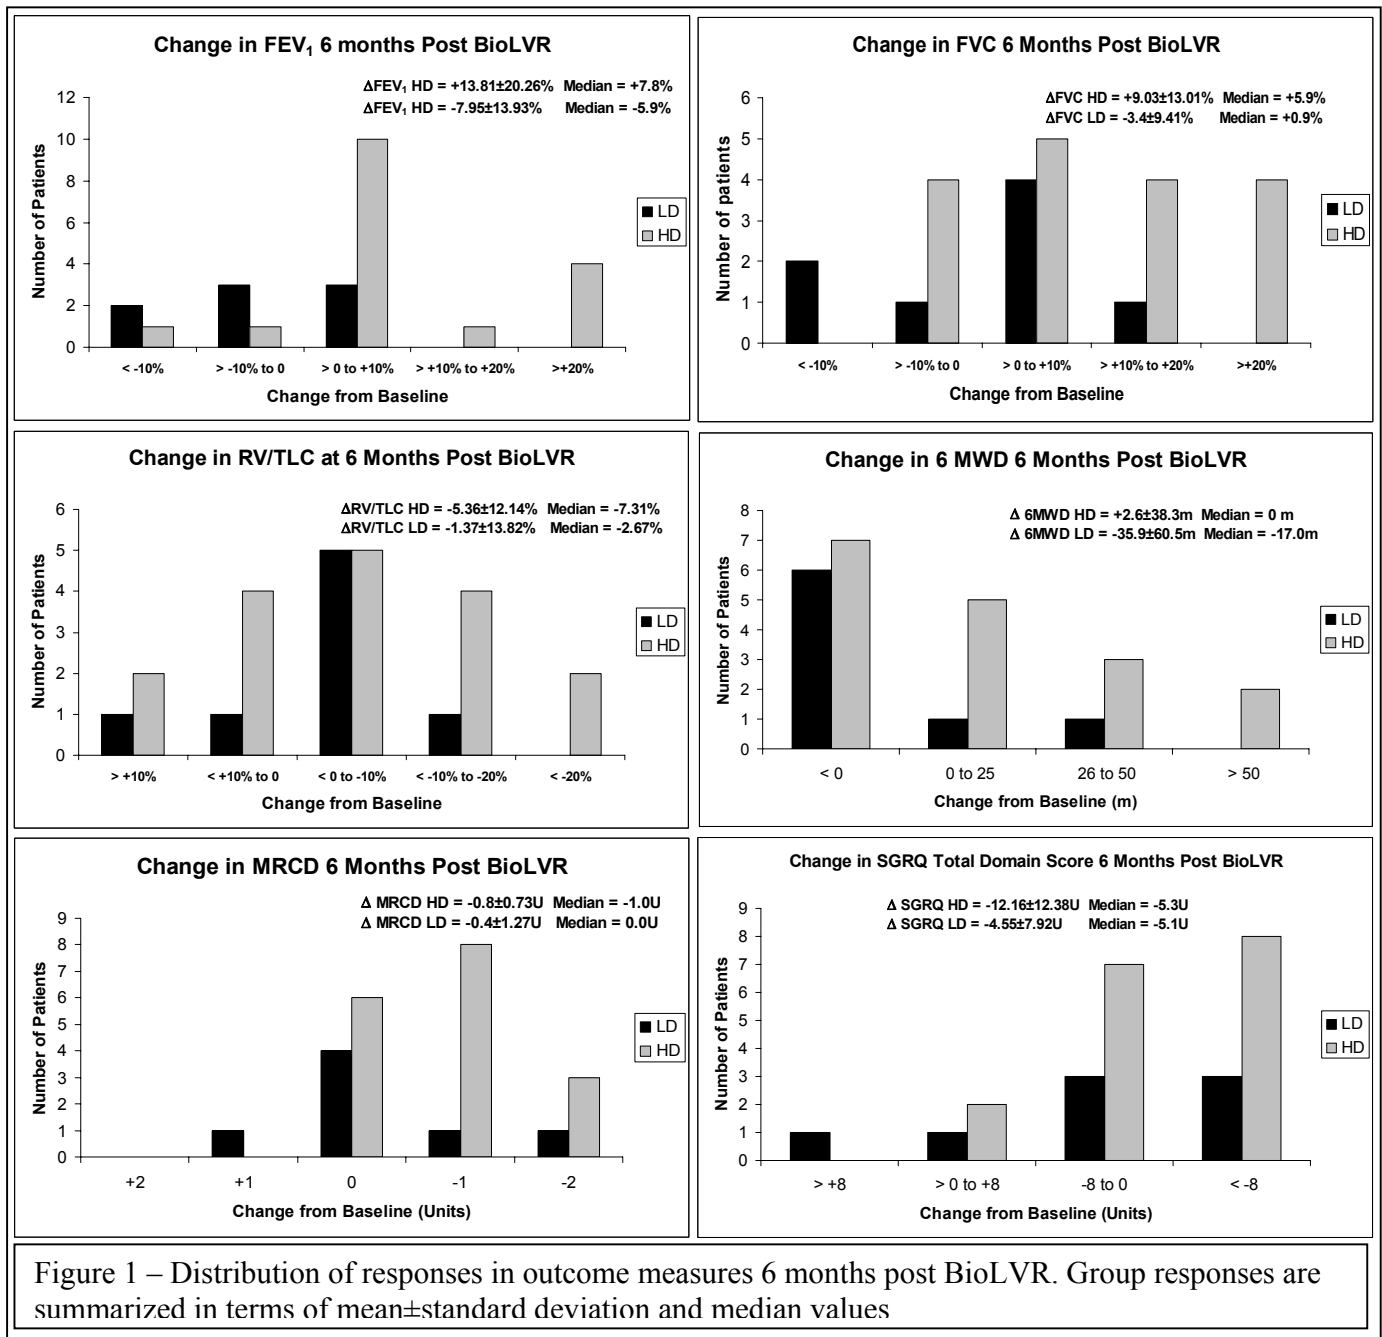 Change in FEV₁ 6 months Post BioLVR
ΔFEV₁ HD = +13.81±20.26% Median = +7.8%
ΔFEV₁ HD = -7.95±13.93% Median = -5.9%
12
10
8
6
4
2
0
Number of Patients
LD
HD
< -10% > -10% to 0 > 0 to +10% > +10% to +20% >+20%
Change from Baseline
Change in FVC 6 Months Post BioLVR
ΔFVC HD = +9.03±13.01% Median = +5.9%
ΔFVC LD = -3.4±9.41% Median = +0.9%
6
5
4
3
2
1
0
Number of patients
LD
HD
< -10% > -10% to 0 > 0 to +10% > +10% to +20% >+20%
Change from Baseline
Change in RV/TLC at 6 Months Post BioLVR
ΔRV/TLC HD = -5.36±12.14% Median = -7.31%
ΔRV/TLC LD = -1.37±13.82% Median = -2.67%
6
5
4
3
2
1
0
Number of Patients
LD
HD
> +10% < +10% to 0 < 0 to -10% < -10% to -20% < -20%
Change from Baseline
Change in 6 MWD 6 Months Post BioLVR
Δ 6MWD HD = +2.6±38.3m Median = 0 m
Δ 6MWD LD = -35.9±60.5m Median = -17.0m
8
7
6
5
4
3
2
1
0
Number of Patients
LD
HD
< 0 0 to 25 26 to 50 > 50
Change from Baseline (m)
Change in MRCD 6 Months Post BioLVR
Δ MRCD HD = -0.8±0.73U Median = -1.0U
Δ MRCD LD = -0.4±1.27U Median = 0.0U
9
8
7
6
5
4
3
2
1
0
Number of Patients
LD
HD
+2 +1 0 -1 -2
Change from Baseline (Units)
Change in SGRQ Total Domain Score 6 Months Post BioLVR
Δ SGRQ HD = -12.16±12.38U Median = -5.3U
Δ SGRQ LD = -4.55±7.92U Median = -5.1U
9
8
7
6
5
4
3
2
1
0
Number of Patients
LD
HD
> +8 > 0 to +8 -8 to 0 < -8
Change from Baseline (Units)
Figure 1 – Distribution of responses in outcome measures 6 months post BioLVR. Group responses are
summarized in terms of mean±standard deviation and median values